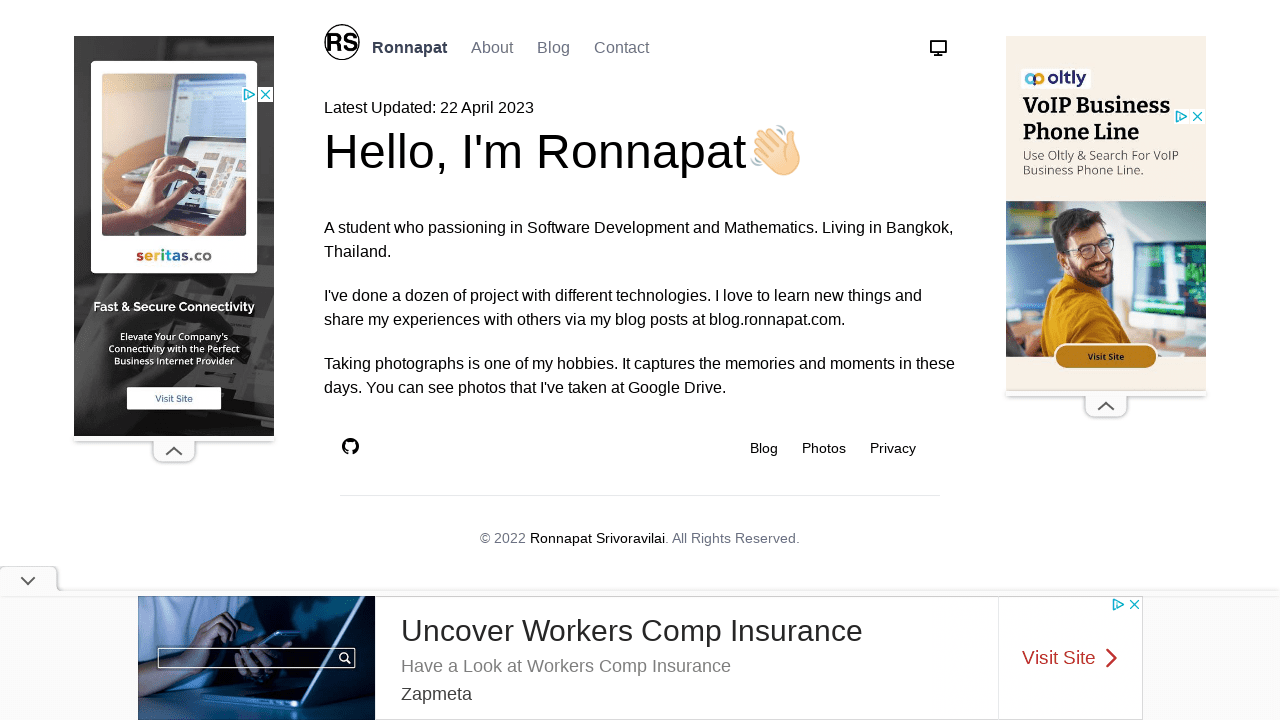 RS
Ronnapat
About
Blog
Contact
Latest Updated: 22 April 2023
Hello, I'm Ronnapat
A student who passioning in Software Development and Mathematics. Living in Bangkok,
Thailand.
I've done a dozen of project with different technologies. I love to learn new things and
share my experiences with others via my blog posts at blog.ronnapat.com.
Taking photographs is one of my hobbies. It captures the memories and moments in these
days. You can see photos that I've taken at Google Drive.
Blog
Photos
Privacy
© 2022 Ronnapat Srivoravilai. All Rights Reserved.
seritas.co
Fast & Secure Connectivity
Elevate Your Company's
Connectivity with the Perfect
Business Internet Provider
Visit Site
oltly
VoIP Business
Phone Line
Use Oltly & Search For VoIP
Business Phone Line.
Visit Site
Uncover Workers Comp Insurance
Have a Look at Workers Comp Insurance
Zapmeta
Visit Site